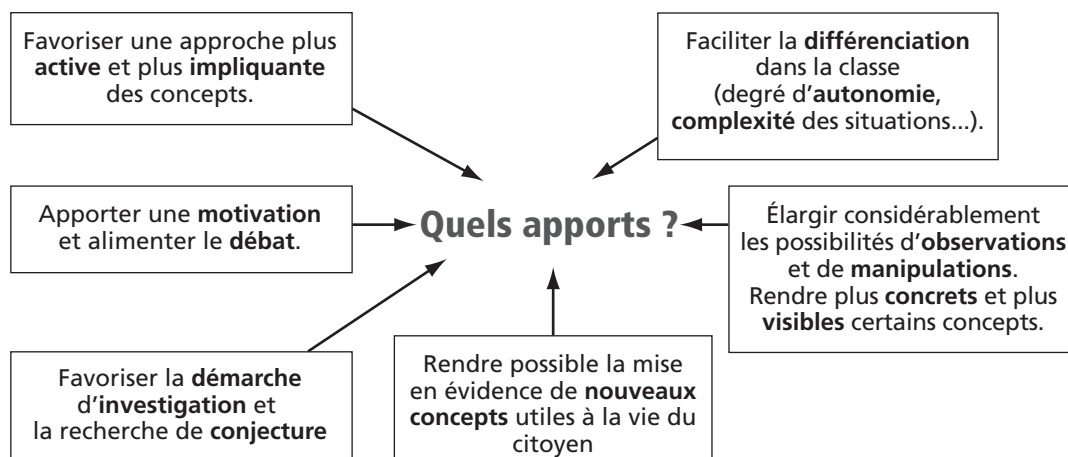 Favoriser une approche plus
active et plus impliquante
des concepts.
Faciliter la différenciation
dans la classe
(degré d'autonomie,
complexité des situations...).
Apporter une motivation
et alimenter le débat.
Quels apports ?
Élargir considérablement
les possibilités d'observations
et de manipulations.
Rendre plus concrets et plus
visibles certains concepts.
Favoriser la démarche
d'investigation et
la recherche de conjecture
Rendre possible la mise
en évidence de nouveaux
concepts utiles à la vie du
citoyen